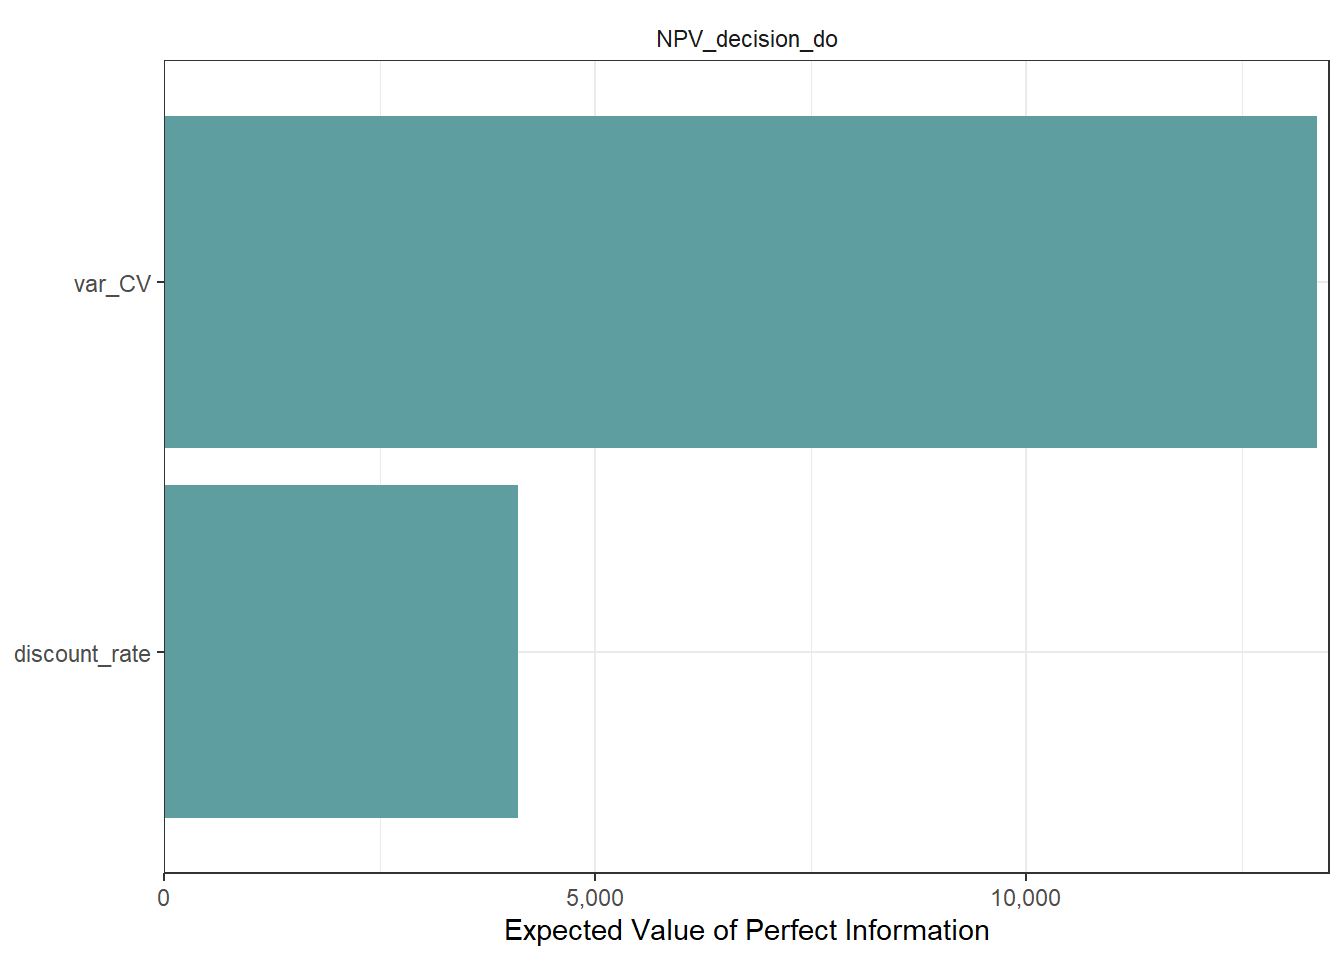 NPV_decision_do
var_CV
discount_rate
0
5,000
10,000
Expected Value of Perfect Information